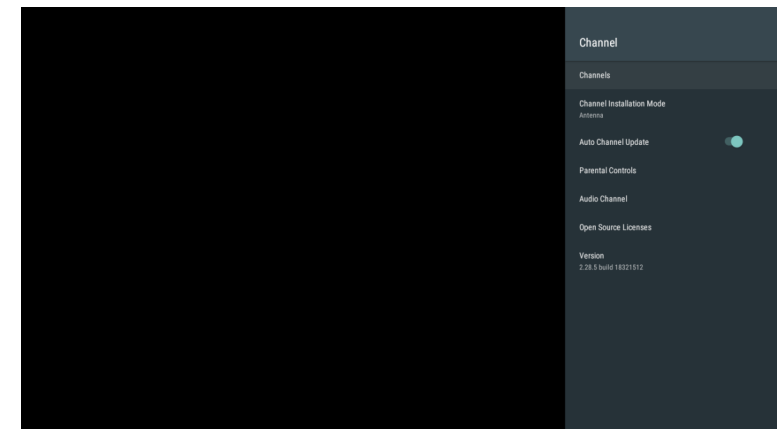 Channel
Channels
Channel Installation Mode
Antenna
Auto Channel Update
Parental Controls
Audio Channel
Open Source Licenses
Version
2.28.5 build 18321512